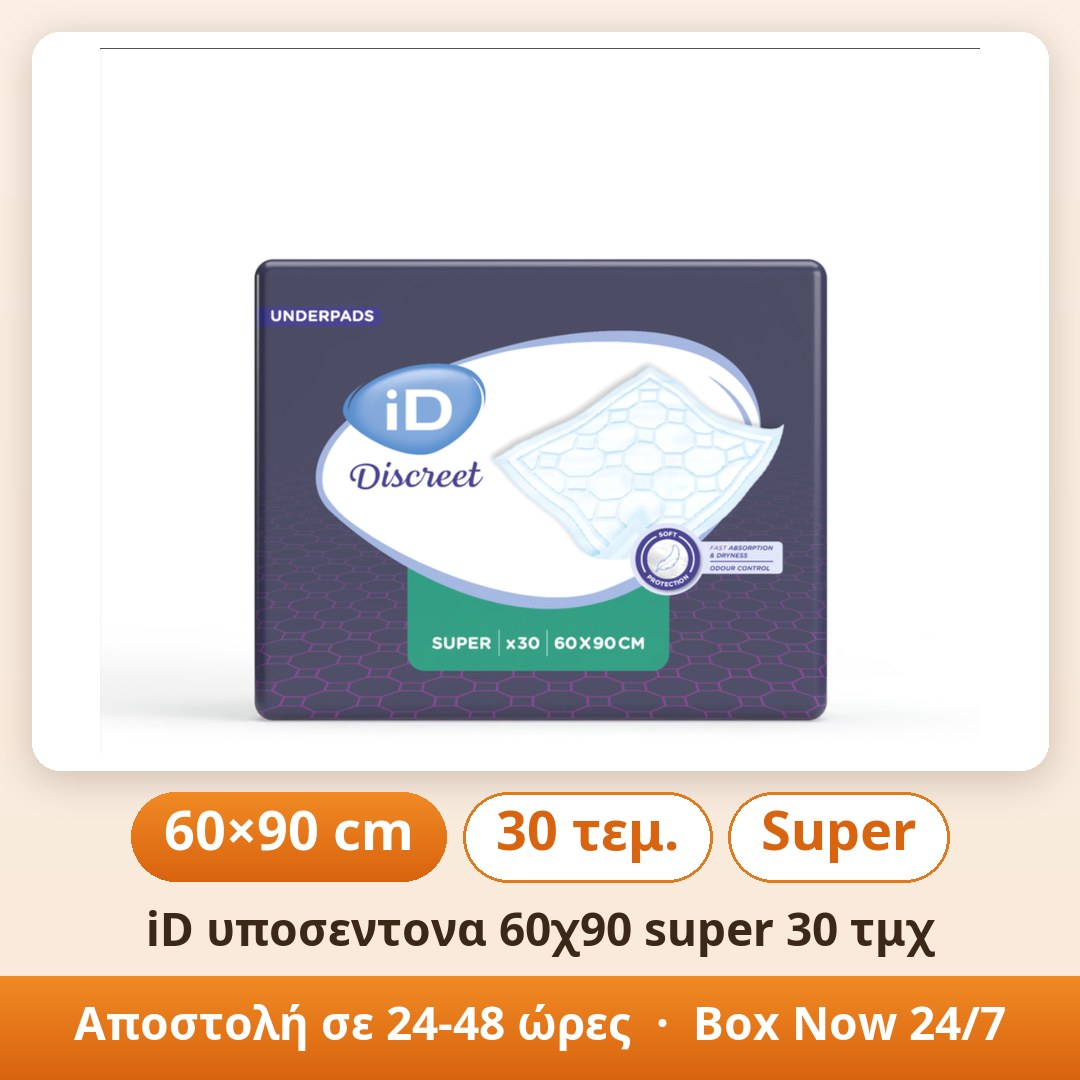 UNDERPADS
iD
Discreet
SOFT
PROTECTION
FAST ABSORPTION
& DRYNESS
ODOUR CONTROL
SUPER x30 60X90CM
60×90 cm
30 τεμ.
Super
iD υποσεντονα 60χ90 super 30 τμχ
Αποστολή σε 24-48 ώρες · Box Now 24/7